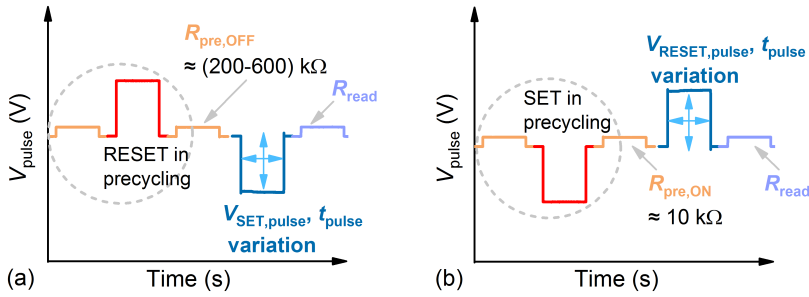 R_pre,OFF
≈ (200-600) kΩ
R_read
RESET in
precycling
V_SET,pulse, t_pulse
variation
V_pulse (V)
Time (s)
(a)
V_RESET,pulse, t_pulse
variation
SET in
precycling
R_pre,ON
≈ 10 kΩ
R_read
V_pulse (V)
Time (s)
(b)